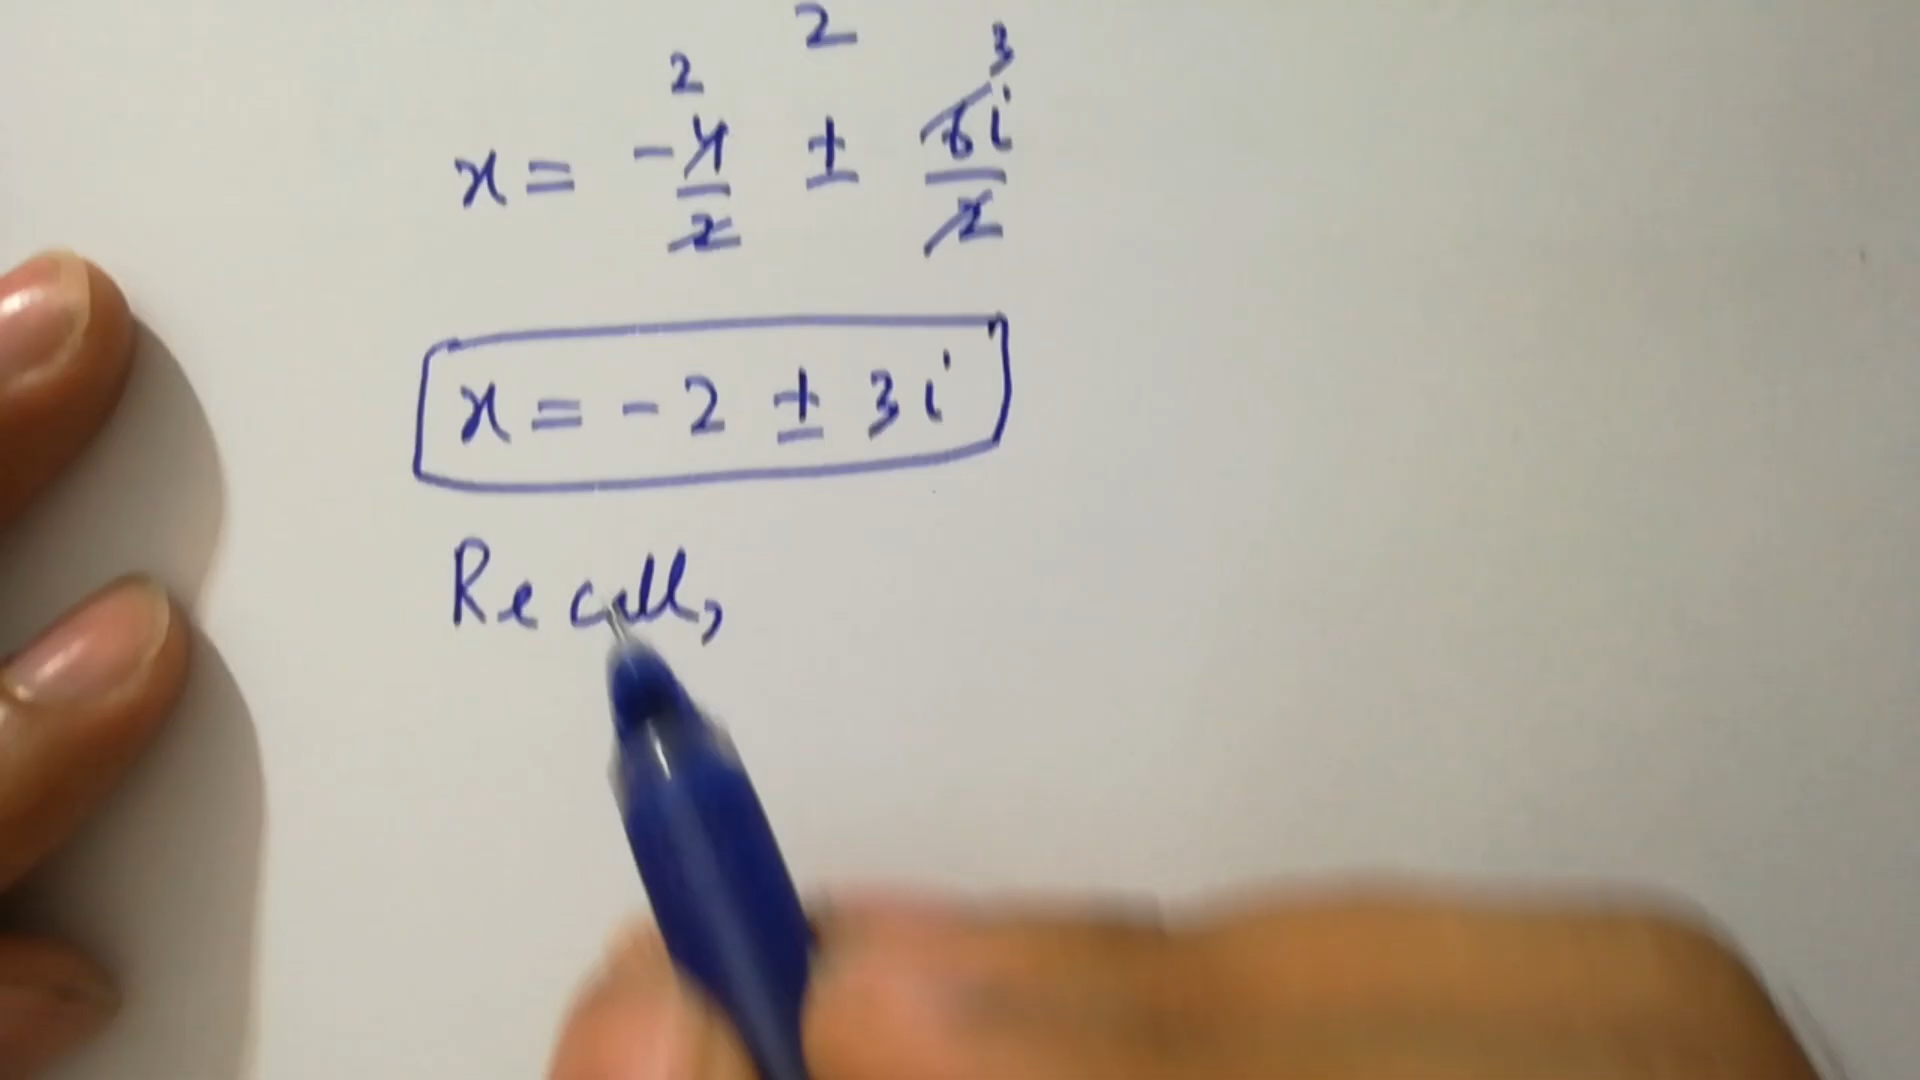 2
2 3
x = -4/2 ± 6i/2
x = -2 ± 3i
Recall,